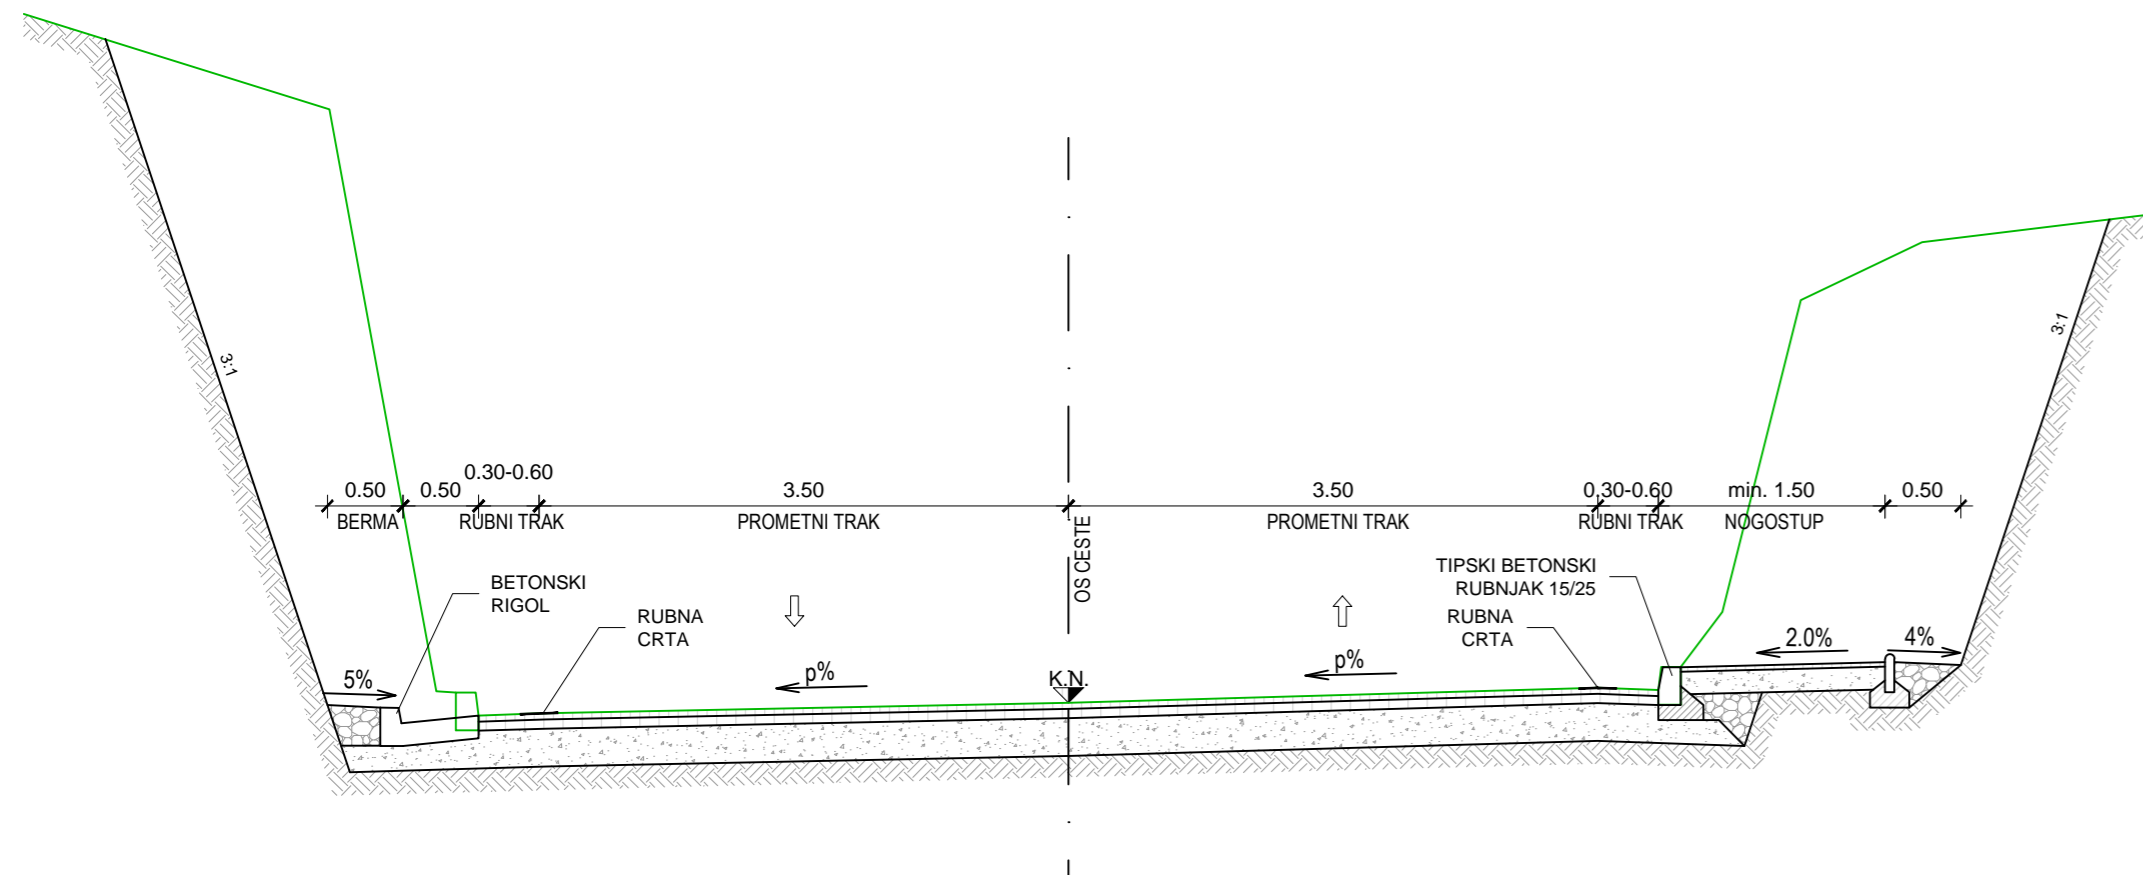 3:1
3:1
0.30-0.60
0.50
0.50
3.50
3.50
0.30-0.60
min. 1.50
0.50
BERMA
RUBNI TRAK
PROMETNI TRAK
OS CESTE
PROMETNI TRAK
RUBNI TRAK
NOGOSTUP
BETONSKI
RIGOL
RUBNA
CRTA
TIPSKI BETONSKI
RUBNJAK 15/25
RUBNA
CRTA
5%
p%
K.N.
p%
2.0%
4%